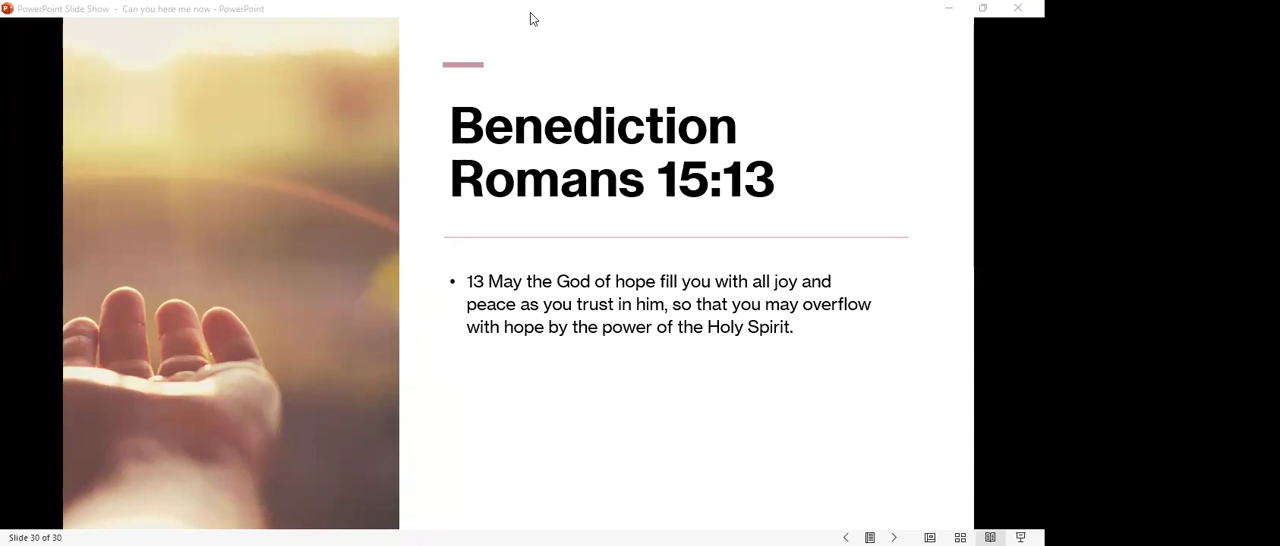 PowerPoint Slide Show - Can you here me now - PowerPoint
Benediction
Romans 15:13
• 13 May the God of hope fill you with all joy and
peace as you trust in him, so that you may overflow
with hope by the power of the Holy Spirit.
Slide 30 of 30